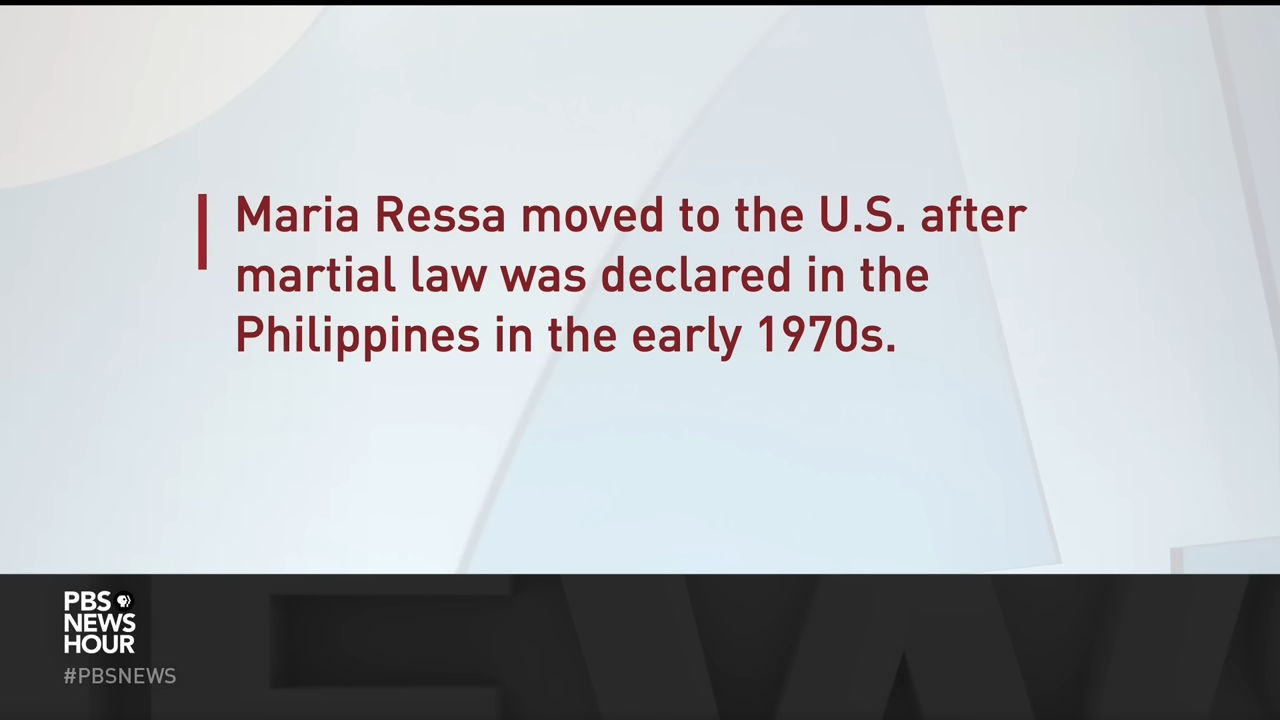 Maria Ressa moved to the U.S. after
martial law was declared in the
Philippines in the early 1970s.
PBS
NEWS
HOUR
#PBSNEWS